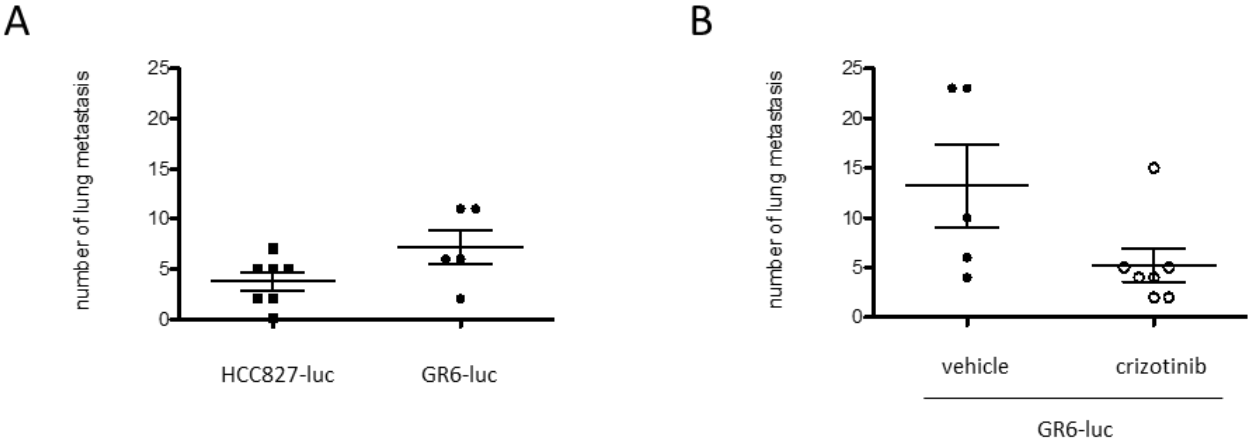 A
number of lung metastasis
25
20
15
10
5
0
HCC827-luc GR6-luc
B
number of lung metastasis
25
20
15
10
5
0
vehicle crizotinib
GR6-luc